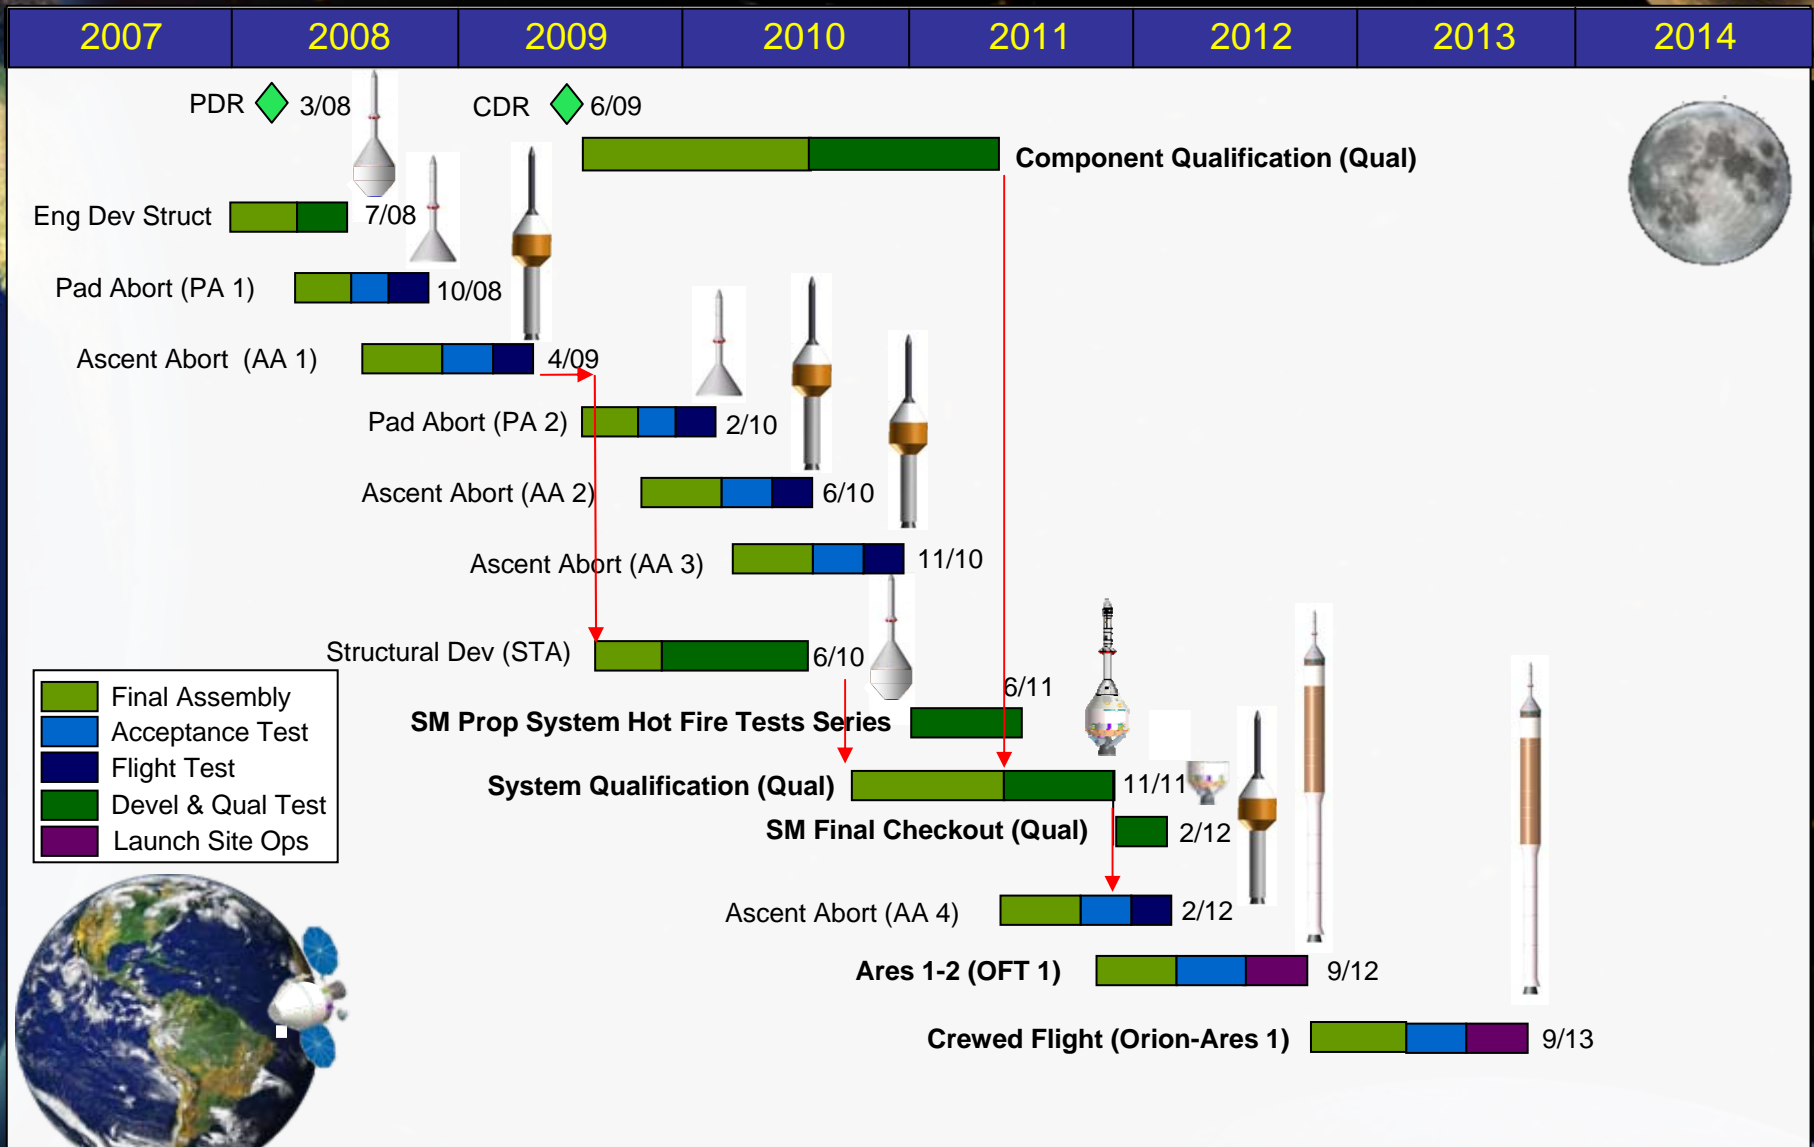 2007 2008 2009 2010 2011 2012 2013 2014
PDR 3/08 CDR 6/09
Component Qualification (Qual)
Eng Dev Struct 7/08
Pad Abort (PA 1) 10/08
Ascent Abort (AA 1) 4/09
Pad Abort (PA 2) 2/10
Ascent Abort (AA 2) 6/10
Ascent Abort (AA 3) 11/10
Structural Dev (STA) 6/10
SM Prop System Hot Fire Tests Series 6/11
System Qualification (Qual) 11/11
SM Final Checkout (Qual) 2/12
Ascent Abort (AA 4) 2/12
Ares 1-2 (OFT 1) 9/12
Crewed Flight (Orion-Ares 1) 9/13
Final Assembly
Acceptance Test
Flight Test
Devel & Qual Test
Launch Site Ops